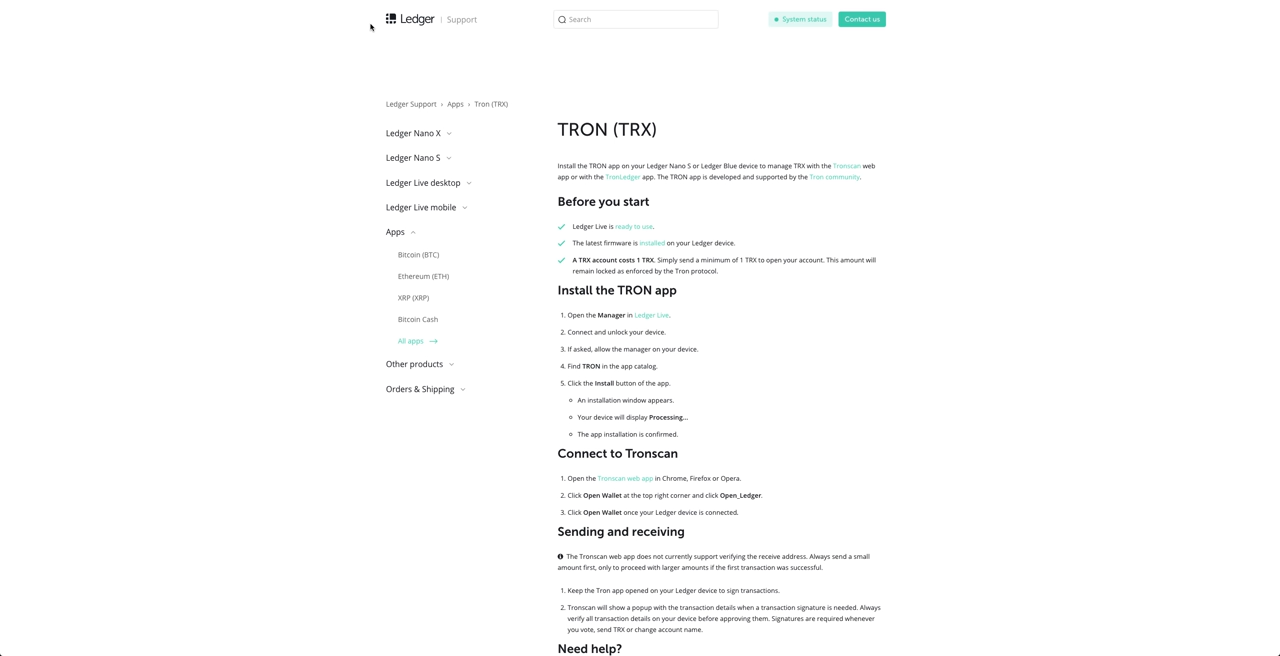 Ledger | Support
Search
System status
Contact us
Ledger Support › Apps › Tron (TRX)
Ledger Nano X
Ledger Nano S
Ledger Live desktop
Ledger Live mobile
Apps
Bitcoin (BTC)
Ethereum (ETH)
XRP (XRP)
Bitcoin Cash
All apps
Other products
Orders & Shipping
TRON (TRX)
Install the TRON app on your Ledger Nano S or Ledger Blue device to manage TRX with the Tronscan web
app or with the TronLedger app. The TRON app is developed and supported by the Tron community.
Before you start
Ledger Live is ready to use.
The latest firmware is installed on your Ledger device.
A TRX account costs 1 TRX. Simply send a minimum of 1 TRX to open your account. This amount will
remain locked as enforced by the Tron protocol.
Install the TRON app
1. Open the Manager in Ledger Live.
2. Connect and unlock your device.
3. If asked, allow the manager on your device.
4. Find TRON in the app catalog.
5. Click the Install button of the app.
An installation window appears.
Your device will display Processing...
The app installation is confirmed.
Connect to Tronscan
1. Open the Tronscan web app in Chrome, Firefox or Opera.
2. Click Open Wallet at the top right corner and click Open_Ledger.
3. Click Open Wallet once your Ledger device is connected.
Sending and receiving
The Tronscan web app does not currently support verifying the receive address. Always send a small
amount first, only to proceed with larger amounts if the first transaction was successful.
1. Keep the Tron app opened on your Ledger device to sign transactions.
2. Tronscan will show a popup with the transaction details when a transaction signature is needed. Always
verify all transaction details on your device before approving them. Signatures are required whenever
you vote, send TRX or change account name.
Need help?